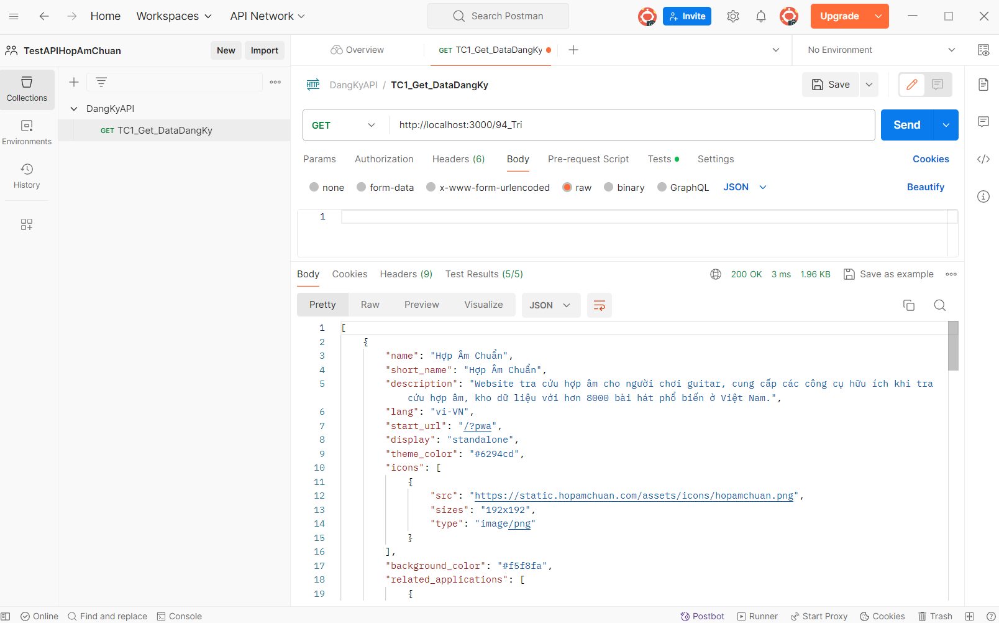 Home Workspaces API Network Search Postman Invite Upgrade
TestAPIHopAmChuan New Import Overview GET TC1_Get_DataDangKy No Environment
Collections
Environments
History
DangKyAPI
GET TC1_Get_DataDangKy
HTTP DangKyAPI / TC1_Get_DataDangKy Save
GET http://localhost:3000/94_Tri Send
Params Authorization Headers (6) Body Pre-request Script Tests Settings Cookies
none form-data x-www-form-urlencoded raw binary GraphQL JSON Beautify
1
Body Cookies Headers (9) Test Results (5/5) 200 OK 3 ms 1.96 KB Save as example
Pretty Raw Preview Visualize JSON
1 [
2 {
3 "name": "Hợp Âm Chuẩn",
4 "short_name": "Hợp Âm Chuẩn",
5 "description": "Website tra cứu hợp âm cho người chơi guitar, cung cấp các công cụ hữu ích khi tra
cứu hợp âm, kho dữ liệu với hơn 8000 bài hát phổ biến ở Việt Nam.",
6 "lang": "vi-VN",
7 "start_url": "/?pwa",
8 "display": "standalone",
9 "theme_color": "#6294cd",
10 "icons": [
11 {
12 "src": "https://static.hopamchuan.com/assets/icons/hopamchuan.png",
13 "sizes": "192x192",
14 "type": "image/png"
15 }
16 ],
17 "background_color": "#f5f8fa",
18 "related_applications": [
19 {
Online Find and replace Console Postbot Runner Start Proxy Cookies Trash